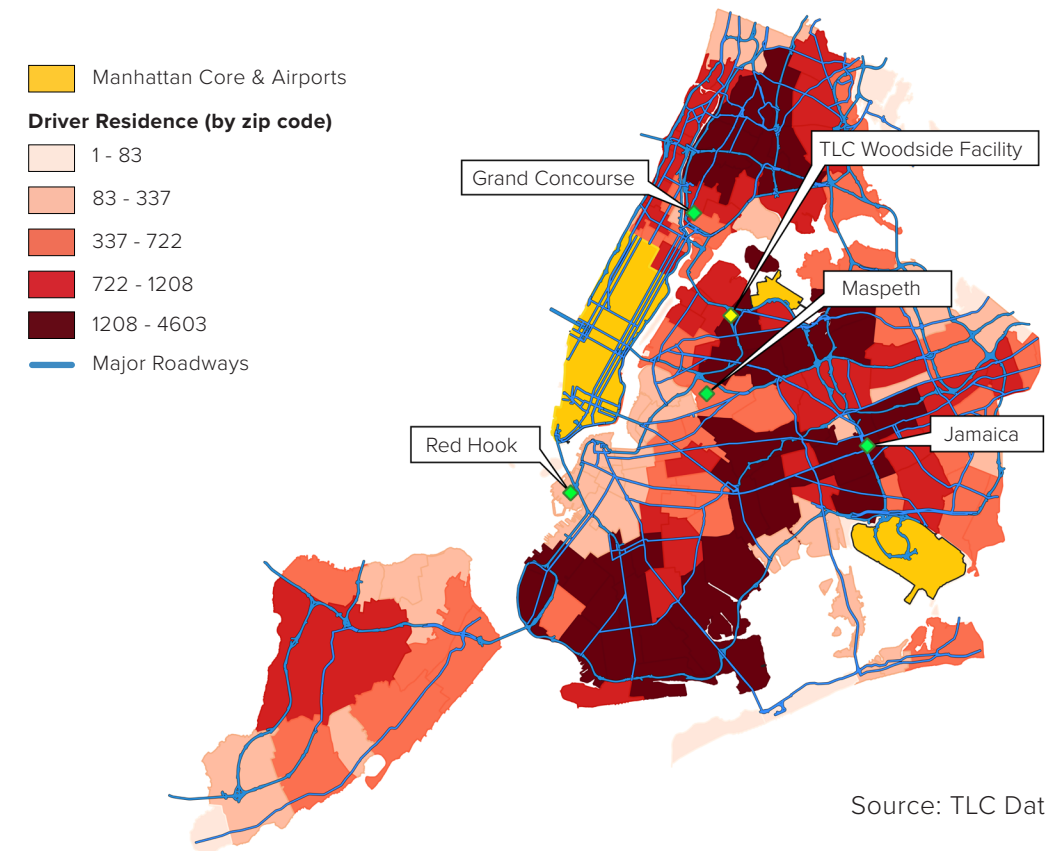 Manhattan Core & Airports
Driver Residence (by zip code)
1 - 83
83 - 337
337 - 722
722 - 1208
1208 - 4603
Major Roadways
TLC Woodside Facility
Grand Concourse
Maspeth
Jamaica
Red Hook
Source: TLC Dat